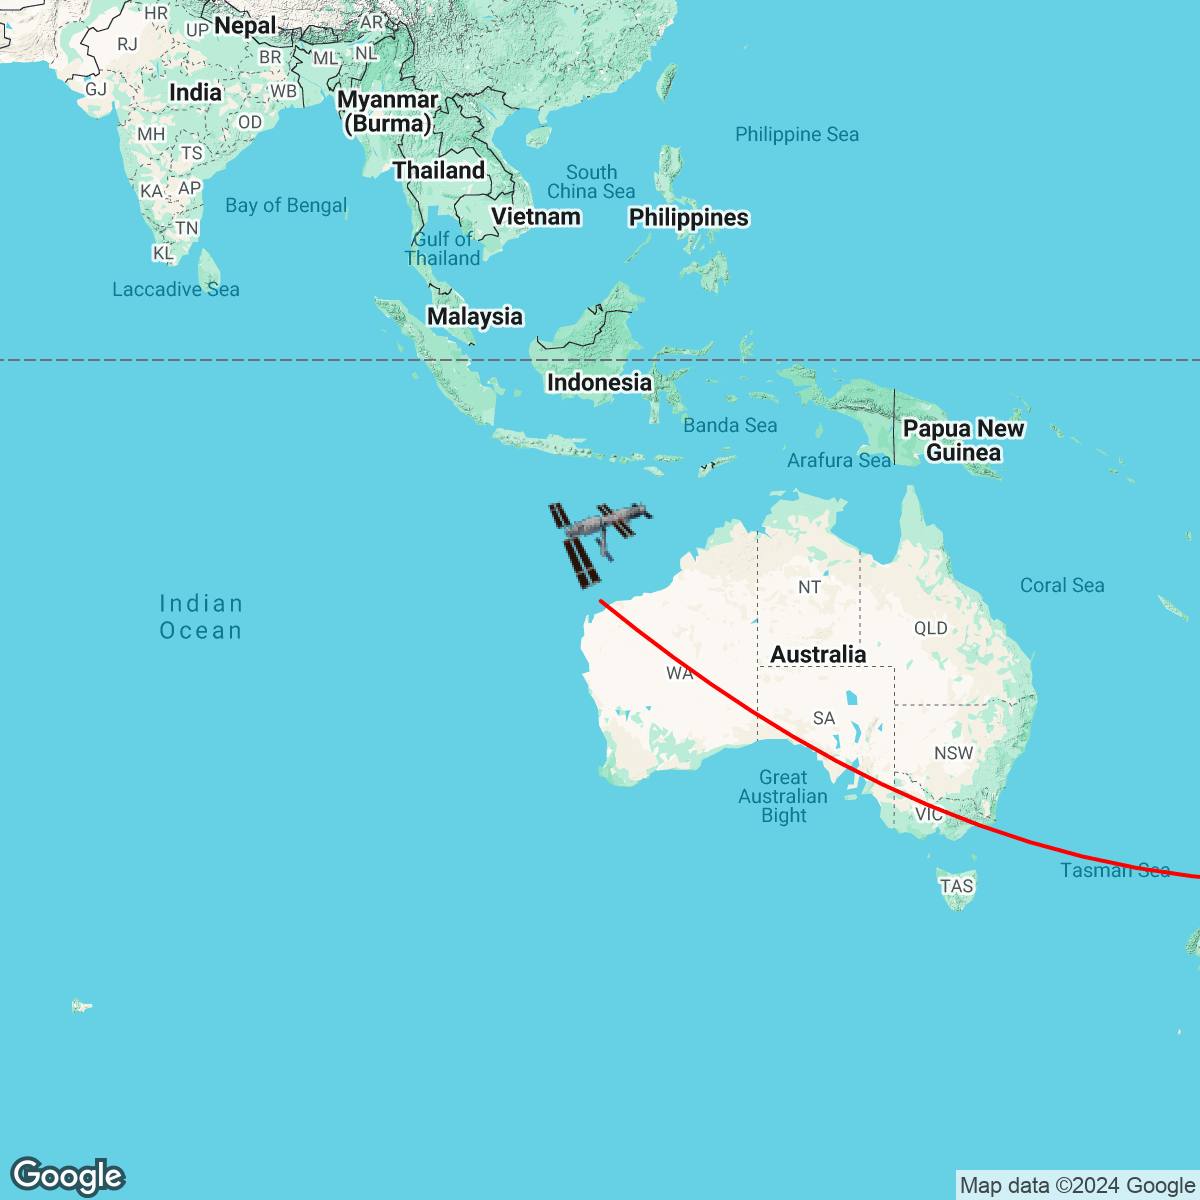 HR
AR
Nepal
UP
RJ
BR
ML
NL
GJ
India
WB
Myanmar
(Burma)
OD
MH
Philippine Sea
TS
Thailand
South
China Sea
KA
AP
Bay of Bengal
Vietnam
Philippines
TN
Gulf of
Thailand
KL
Laccadive Sea
Malaysia
Indonesia
Banda Sea
Papua New
Guinea
Arafura Sea
NT
Coral Sea
Indian
Ocean
QLD
Australia
WA
SA
NSW
Great
Australian
Bight
VIC
Tasman Sea
TAS
Google
Map data ©2024 Google